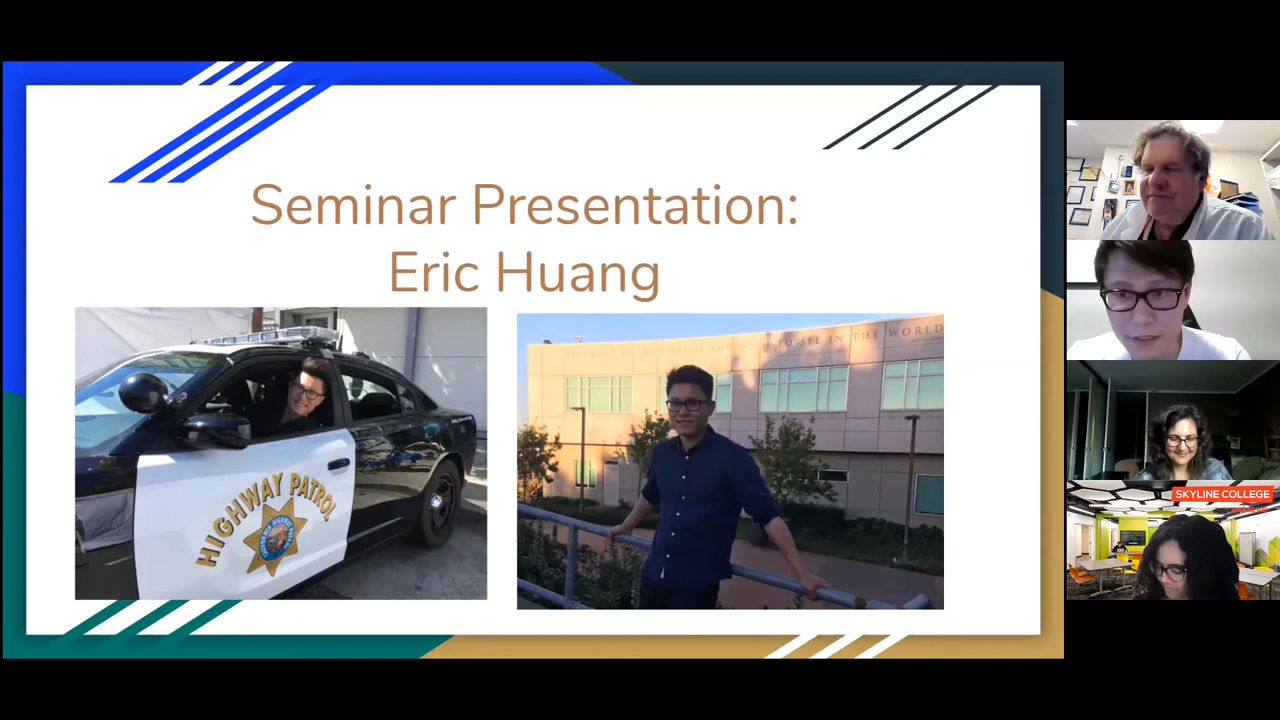 Seminar Presentation:
Eric Huang
HIGHWAY PATROL
TO SEE IN THE WORLD
SKYLINE COLLEGE